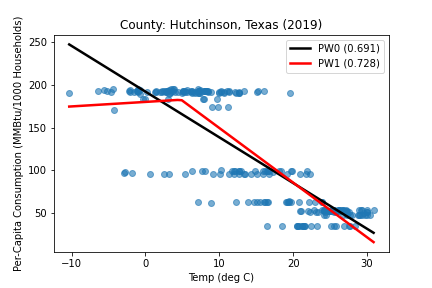 County: Hutchinson, Texas (2019)
PW0 (0.691)
PW1 (0.728)
Per-Capita Consumption (MMBtu/1000 Households)
250
200
150
100
50
−10
0
10
20
30
Temp (deg C)